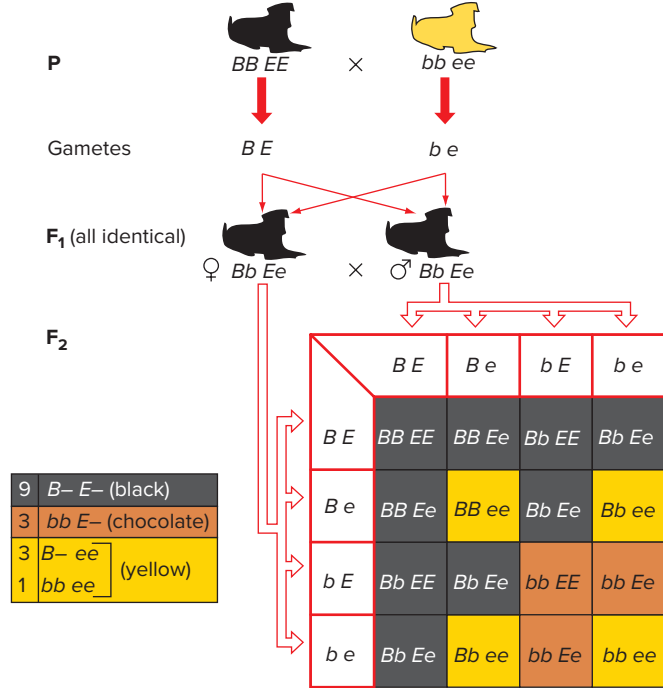 P BB EE × bb ee
Gametes B E b e
F₁ (all identical)
♀ Bb Ee × ♂ Bb Ee
F₂
B E B e b E b e
B E BB EE BB Ee Bb EE Bb Ee
B e BB Ee BB ee Bb Ee Bb ee
b E Bb EE Bb Ee bb EE bb Ee
b e Bb Ee Bb ee bb Ee bb ee
9 B– E– (black)
3 bb E– (chocolate)
3 B– ee
(yellow)
1 bb ee